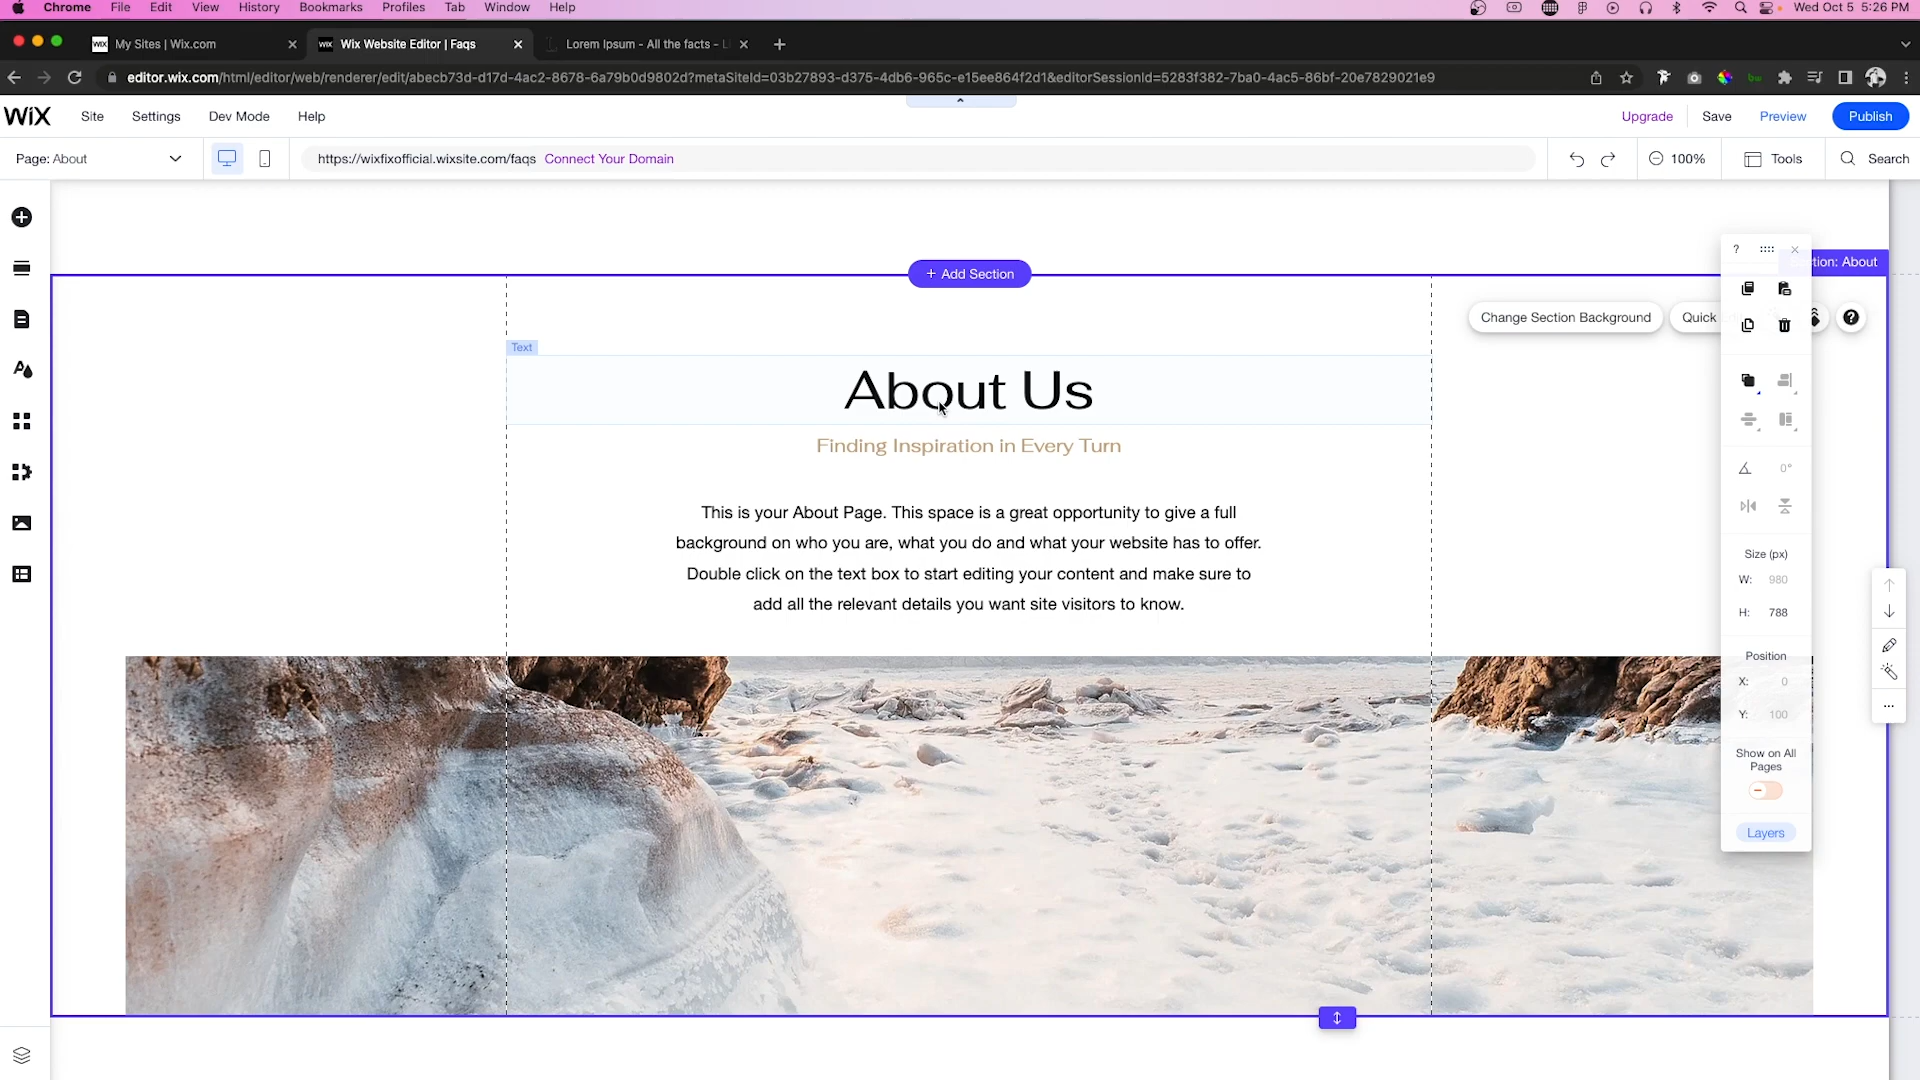 Chrome File Edit View History Bookmarks Profiles Tab Window Help Wed Oct 5 5:26 PM
WiX My Sites | Wix.com WiX Wix Website Editor | Faqs Lorem Ipsum - All the facts - L
editor.wix.com/html/editor/web/renderer/edit/abecb73d-d17d-4ac2-8678-6a79b0d9802d?metaSiteId=03b27893-d375-4db6-965c-e15ee864f2d1&editorSessionId=5283f382-7ba0-4ac5-86bf-20e7829021e9
WiX Site Settings Dev Mode Help Upgrade Save Preview Publish
Page: About https://wixfixofficial.wixsite.com/faqs Connect Your Domain 100% Tools Search
+ Add Section
ction: About
Change Section Background Quick
Text
About Us
Finding Inspiration in Every Turn
This is your About Page. This space is a great opportunity to give a full
background on who you are, what you do and what your website has to offer.
Double click on the text box to start editing your content and make sure to
add all the relevant details you want site visitors to know.
?
0°
Size (px)
W: 980
H: 788
Position
X: 0
Y: 100
Show on All
Pages
Layers